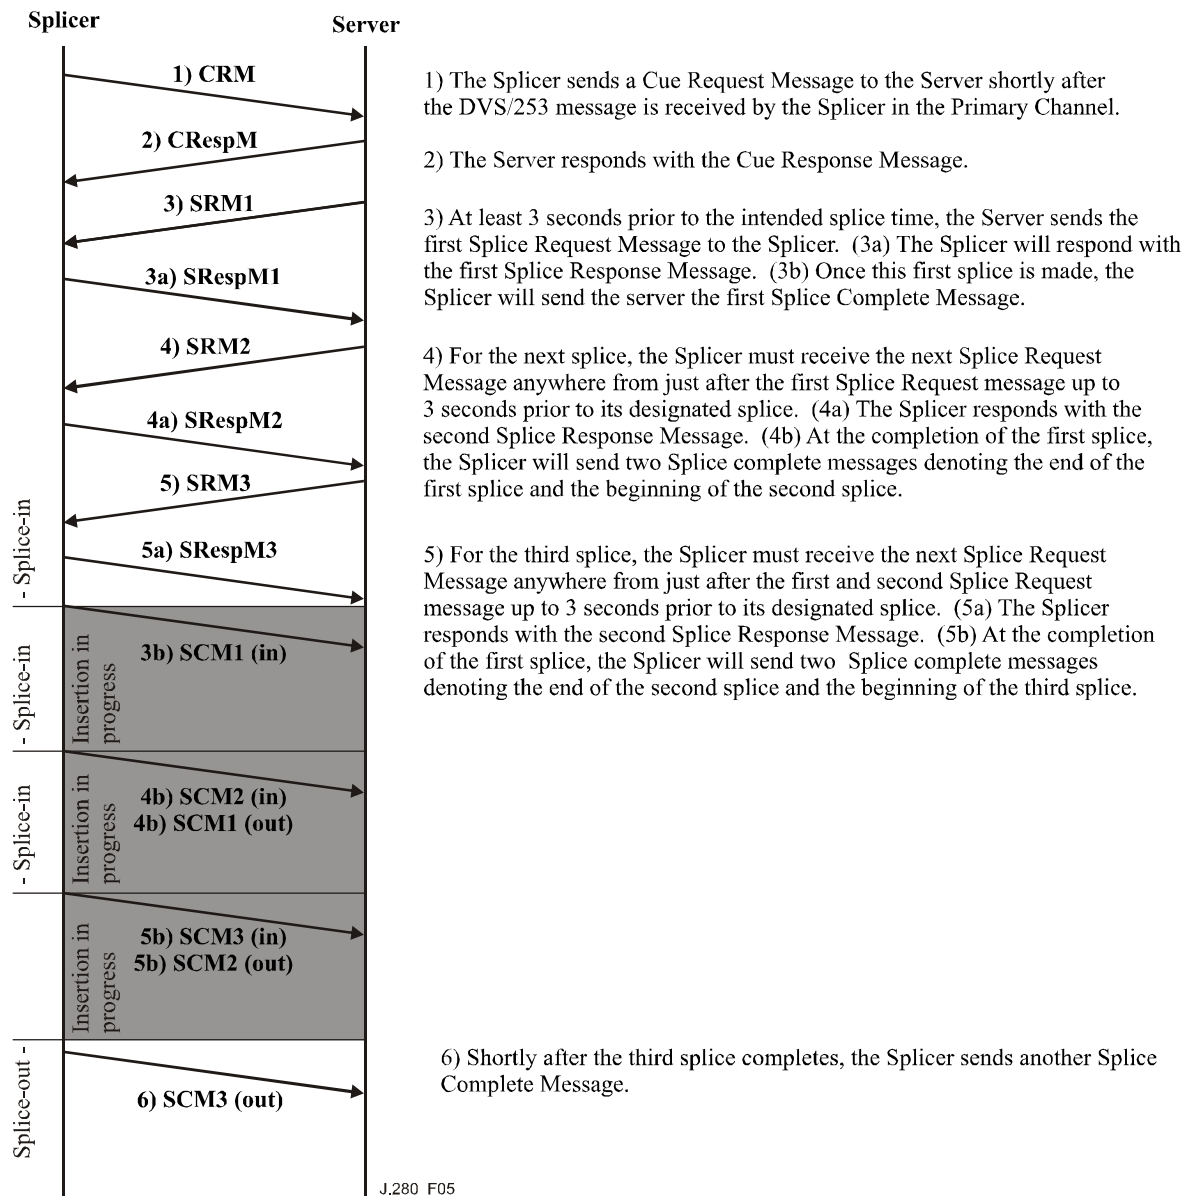 Splicer
Server
1) CRM
2) CRespM
3) SRM1
3a) SRespM1
4) SRM2
4a) SRespM2
5) SRM3
5a) SRespM3
3b) SCM1 (in)
4b) SCM2 (in)
4b) SCM1 (out)
5b) SCM3 (in)
5b) SCM2 (out)
6) SCM3 (out)
- Splice-in
- Splice-in
- Splice-in
Splice-out -
Insertion in
progress
Insertion in
progress
Insertion in
progress
1) The Splicer sends a Cue Request Message to the Server shortly after
the DVS/253 message is received by the Splicer in the Primary Channel.
2) The Server responds with the Cue Response Message.
3) At least 3 seconds prior to the intended splice time, the Server sends the
first Splice Request Message to the Splicer. (3a) The Splicer will respond with
the first Splice Response Message. (3b) Once this first splice is made, the
Splicer will send the server the first Splice Complete Message.
4) For the next splice, the Splicer must receive the next Splice Request
Message anywhere from just after the first Splice Request message up to
3 seconds prior to its designated splice. (4a) The Splicer responds with the
second Splice Response Message. (4b) At the completion of the first splice,
the Splicer will send two Splice complete messages denoting the end of the
first splice and the beginning of the second splice.
5) For the third splice, the Splicer must receive the next Splice Request
Message anywhere from just after the first and second Splice Request
message up to 3 seconds prior to its designated splice. (5a) The Splicer
responds with the second Splice Response Message. (5b) At the completion
of the first splice, the Splicer will send two Splice complete messages
denoting the end of the second splice and the beginning of the third splice.
6) Shortly after the third splice completes, the Splicer sends another Splice
Complete Message.
J.280_F05